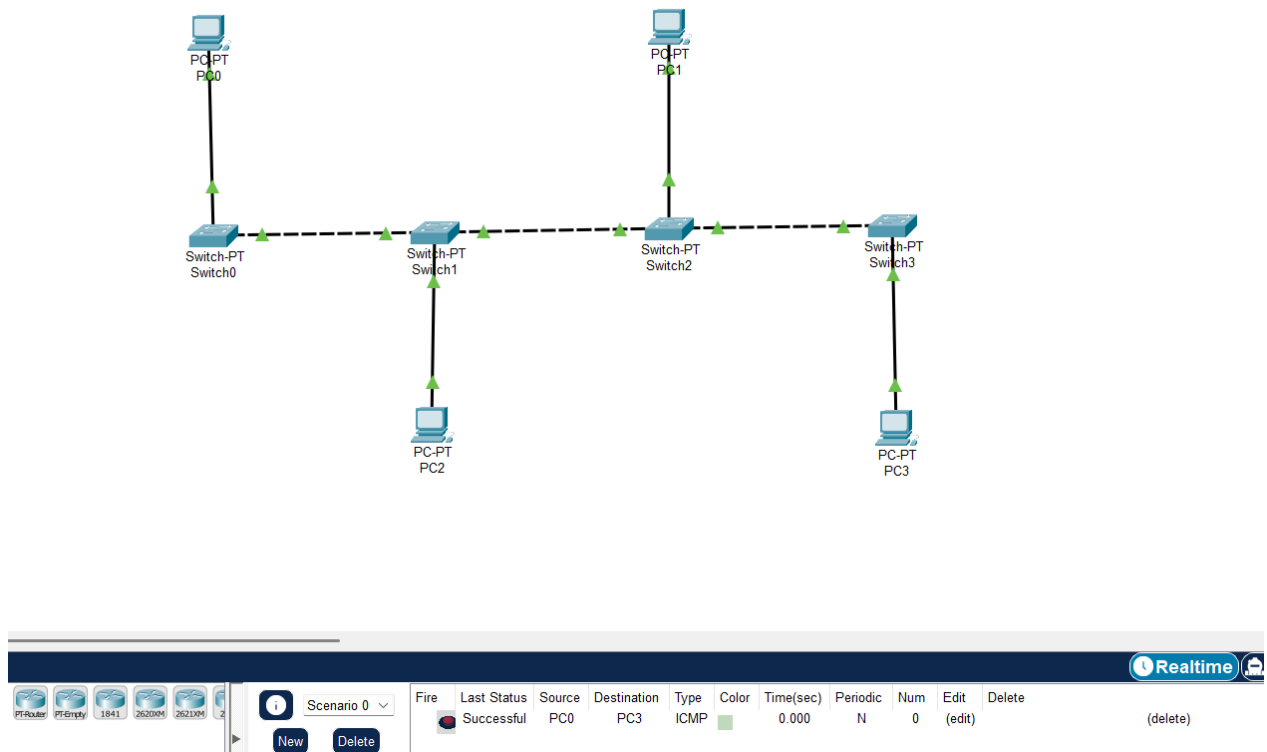 PC-PT
PC0
PC-PT
PC1
Switch-PT
Switch0
Switch-PT
Switch1
Switch-PT
Switch2
Switch-PT
Switch3
PC-PT
PC2
PC-PT
PC3
Realtime
PT-Router PT-Empty 1841 2620XM 2621XM 2
Scenario 0
New Delete
Fire Last Status Source Destination Type Color Time(sec) Periodic Num Edit Delete
Successful PC0 PC3 ICMP 0.000 N 0 (edit) (delete)